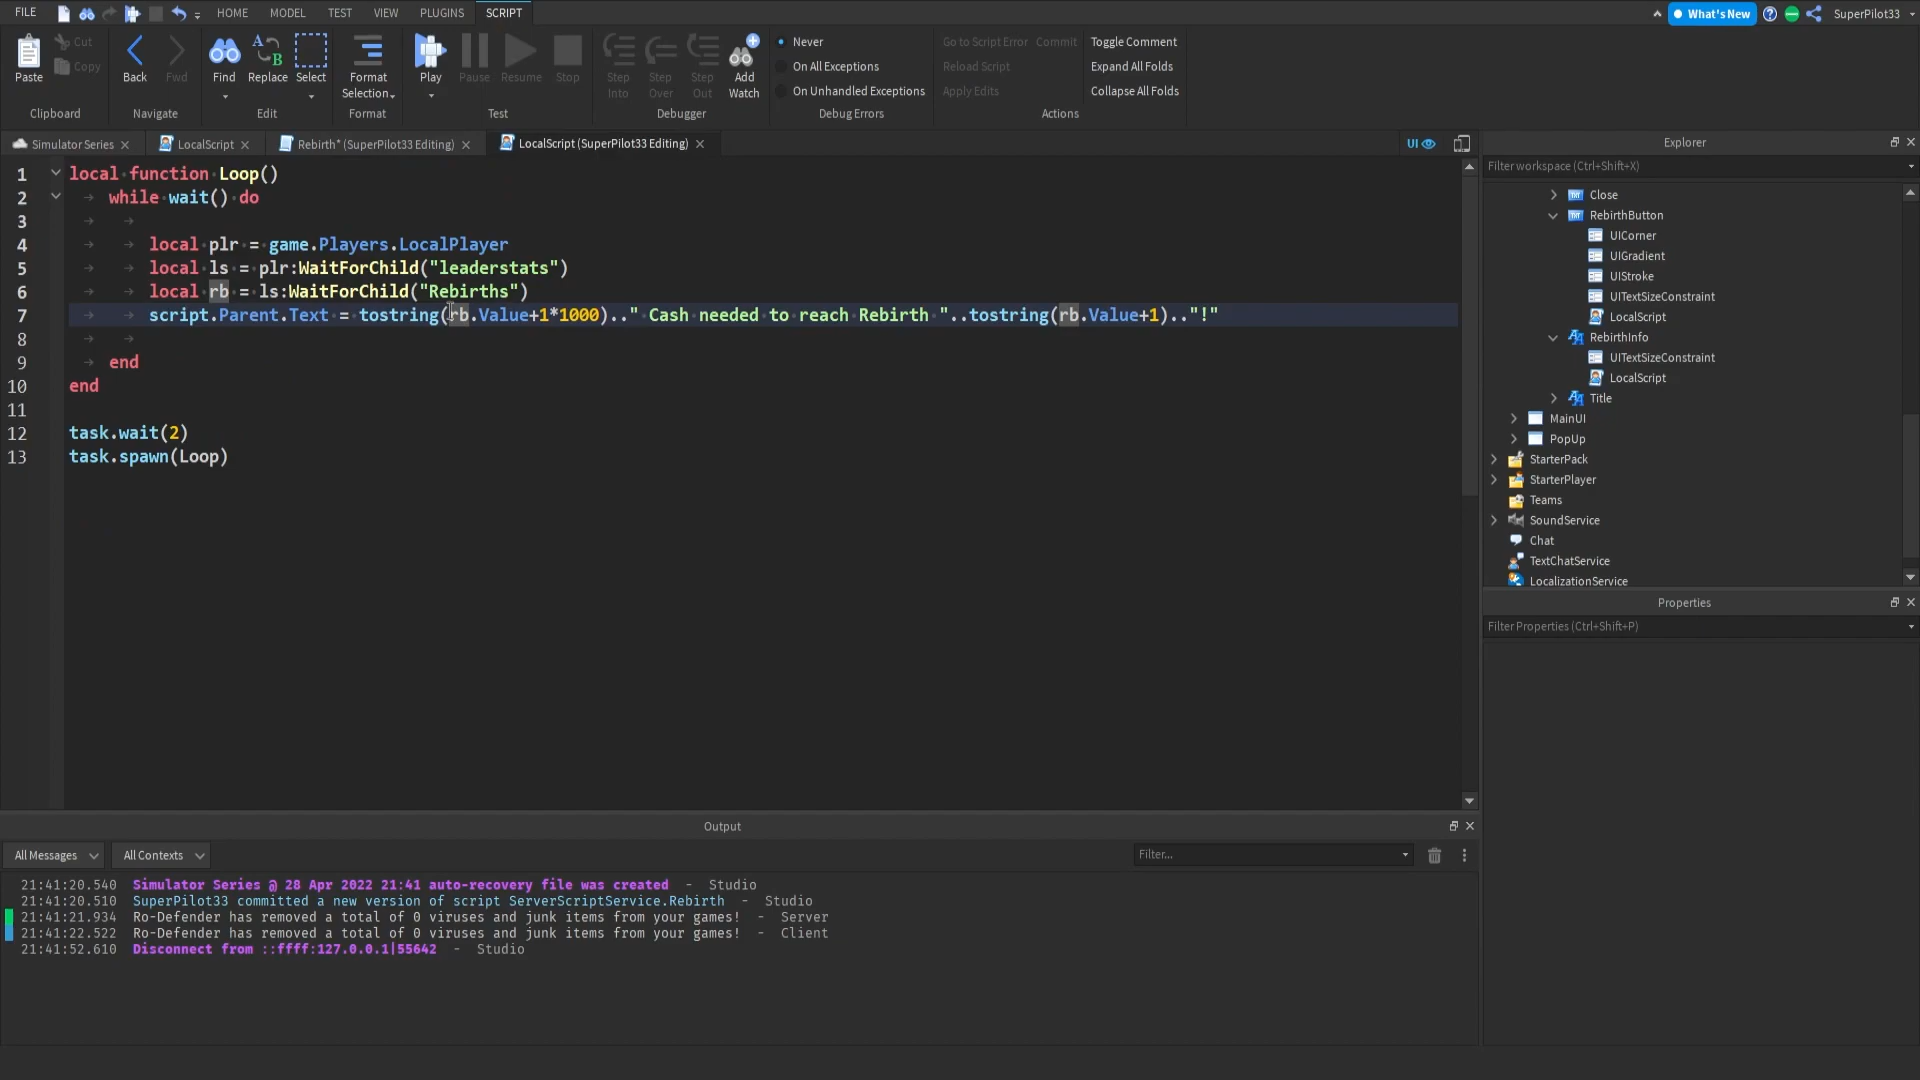 FILE HOME MODEL TEST VIEW PLUGINS SCRIPT What's New SuperPilot33
Paste Cut Copy
Clipboard
Back Fwd
Navigate
Find Replace Select
Edit
Format Selection
Format
Play Pause Resume Stop
Test
Step Into Step Over Step Out Add Watch
Debugger
Never
On All Exceptions
On Unhandled Exceptions
Debug Errors
Go to Script Error Commit Toggle Comment
Reload Script Expand All Folds
Apply Edits Collapse All Folds
Actions
Simulator Series LocalScript Rebirth* (SuperPilot33 Editing) LocalScript (SuperPilot33 Editing) UI
1 local function Loop()
2 while wait() do
3
4 local plr = game.Players.LocalPlayer
5 local ls = plr:WaitForChild("leaderstats")
6 local rb = ls:WaitForChild("Rebirths")
7 script.Parent.Text = tostring(rb.Value+1*1000).." Cash needed to reach Rebirth "..tostring(rb.Value+1).."!"
8
9 end
10 end
11
12 task.wait(2)
13 task.spawn(Loop)
Explorer
Filter workspace (Ctrl+Shift+X)
Close
RebirthButton
UICorner
UIGradient
UIStroke
UITextSizeConstraint
LocalScript
RebirthInfo
UITextSizeConstraint
LocalScript
Title
MainUI
PopUp
StarterPack
StarterPlayer
Teams
SoundService
Chat
TextChatService
LocalizationService
Properties
Filter Properties (Ctrl+Shift+P)
Output
All Messages All Contexts Filter...
21:41:20.540 Simulator Series @ 28 Apr 2022 21:41 auto-recovery file was created - Studio
21:41:20.510 SuperPilot33 committed a new version of script ServerScriptService.Rebirth - Studio
21:41:21.934 Ro-Defender has removed a total of 0 viruses and junk items from your games! - Server
21:41:22.522 Ro-Defender has removed a total of 0 viruses and junk items from your games! - Client
21:41:52.610 Disconnect from ::ffff:127.0.0.1|55642 - Studio